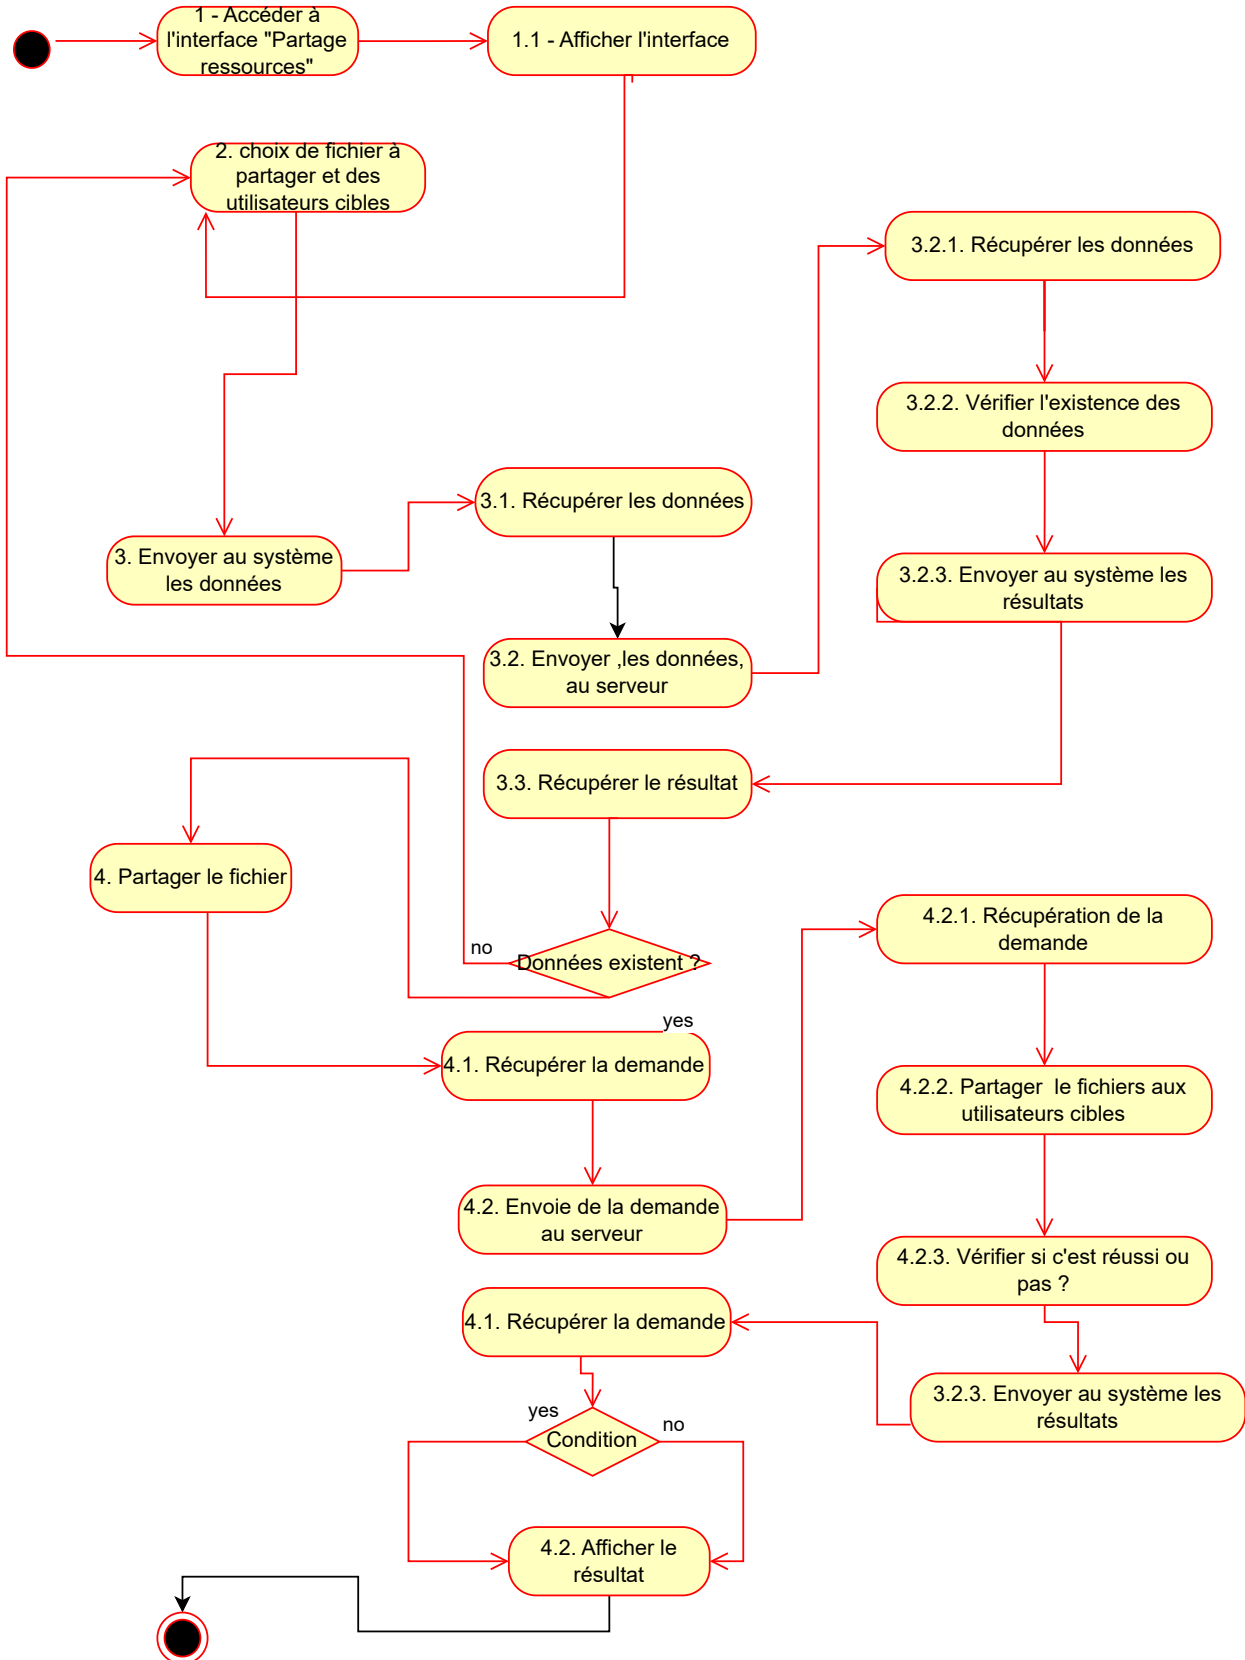 1 - Accéder à
l'interface "Partage
ressources"
1.1 - Afficher l'interface
2. choix de fichier à
partager et des
utilisateurs cibles
3.2.1. Récupérer les données
3.2.2. Vérifier l'existence des
données
3.1. Récupérer les données
3. Envoyer au système
les données
3.2.3. Envoyer au système les
résultats
3.2. Envoyer ,les données,
au serveur
3.3. Récupérer le résultat
4. Partager le fichier
no
Données existent ?
yes
4.2.1. Récupération de la
demande
4.1. Récupérer la demande
4.2.2. Partager  le fichiers aux
utilisateurs cibles
4.2. Envoie de la demande
au serveur
4.2.3. Vérifier si c'est réussi ou
pas ?
4.1. Récupérer la demande
3.2.3. Envoyer au système les
résultats
yes
Condition
no
4.2. Afficher le
résultat